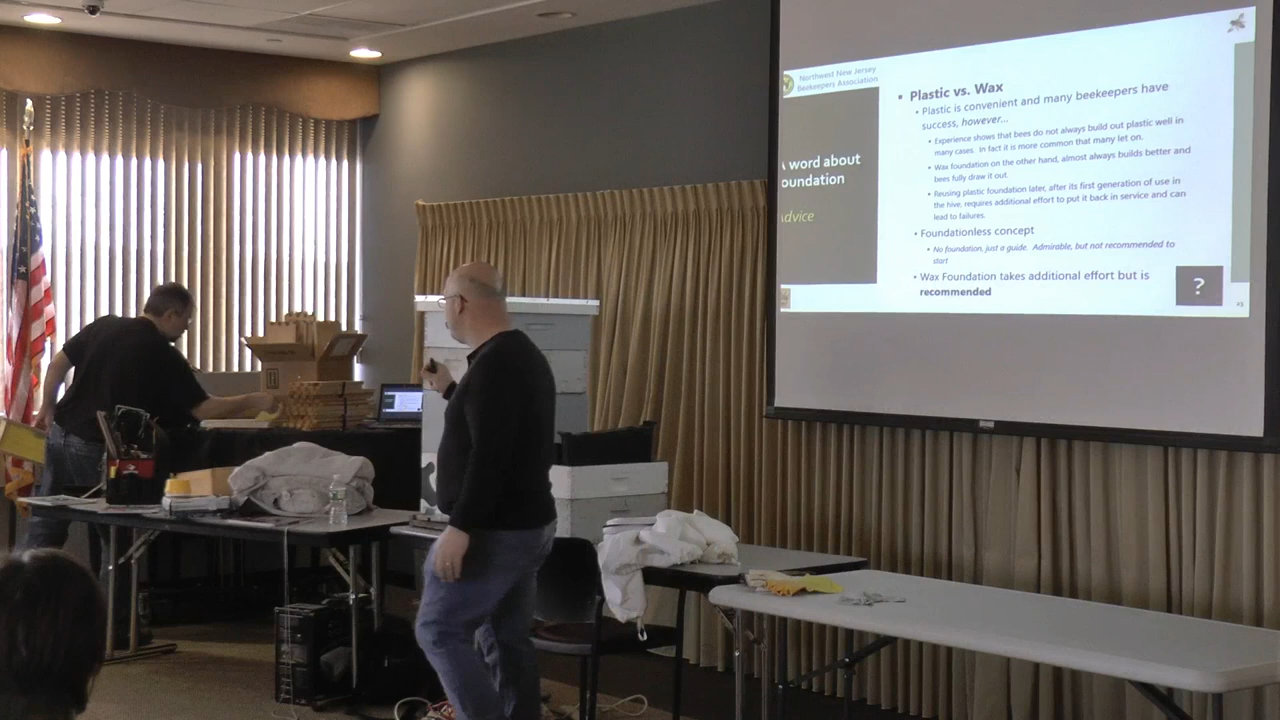 Northwest New Jersey
Beekeepers Association
A word about
oundation
Advice
Plastic vs. Wax
Plastic is convenient and many beekeepers have
success, however...
Experience shows that bees do not always build out plastic well in
many cases. In fact it is more common that many let on.
Wax foundation on the other hand, almost always builds better and
bees fully draw it out.
Reusing plastic foundation later, after its first generation of use in
the hive, requires additional effort to put it back in service and can
lead to failures.
Foundationless concept
No foundation, just a guide. Admirable, but not recommended to
start
Wax Foundation takes additional effort but is
recommended
?